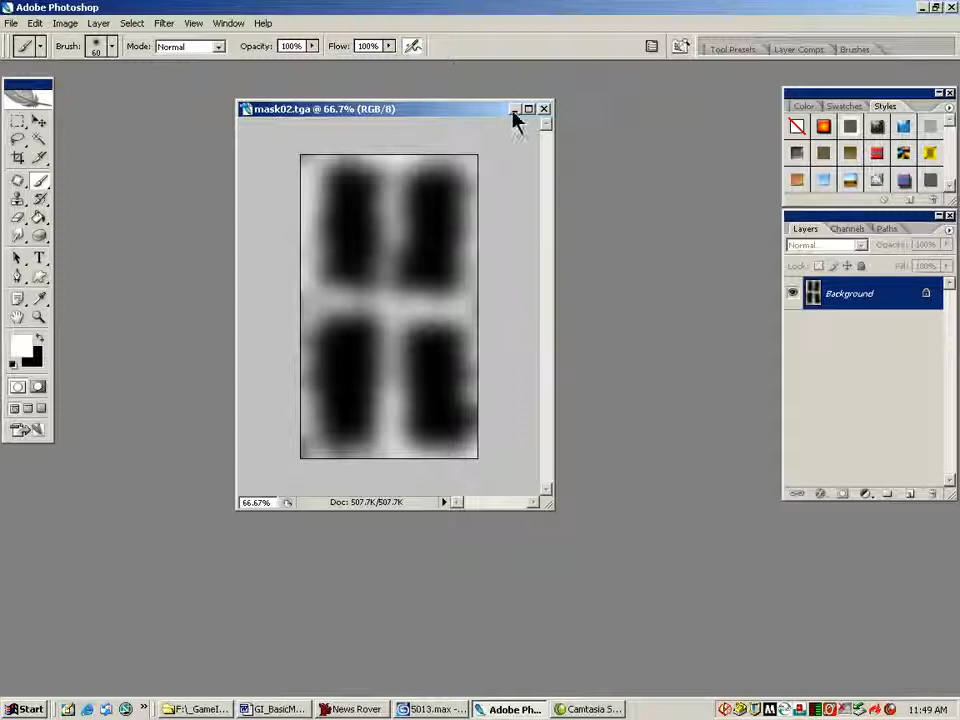 Adobe Photoshop
File Edit Image Layer Select Filter View Window Help
Brush: 60 Mode: Normal Opacity: 100% Flow: 100% Tool Presets Layer Comps Brushes
mask02.tga @ 66.7% (RGB/8)
Color Swatches Styles
T
Layers Channels Paths
Normal Opacity: 100%
Lock: Fill: 100%
Background
66.67% Doc: 507.7K/507.7K
Start » F:\_GameI... GI_BasicM... News Rover 5013.max -... Adobe Ph... Camtasia S... 11:49 AM